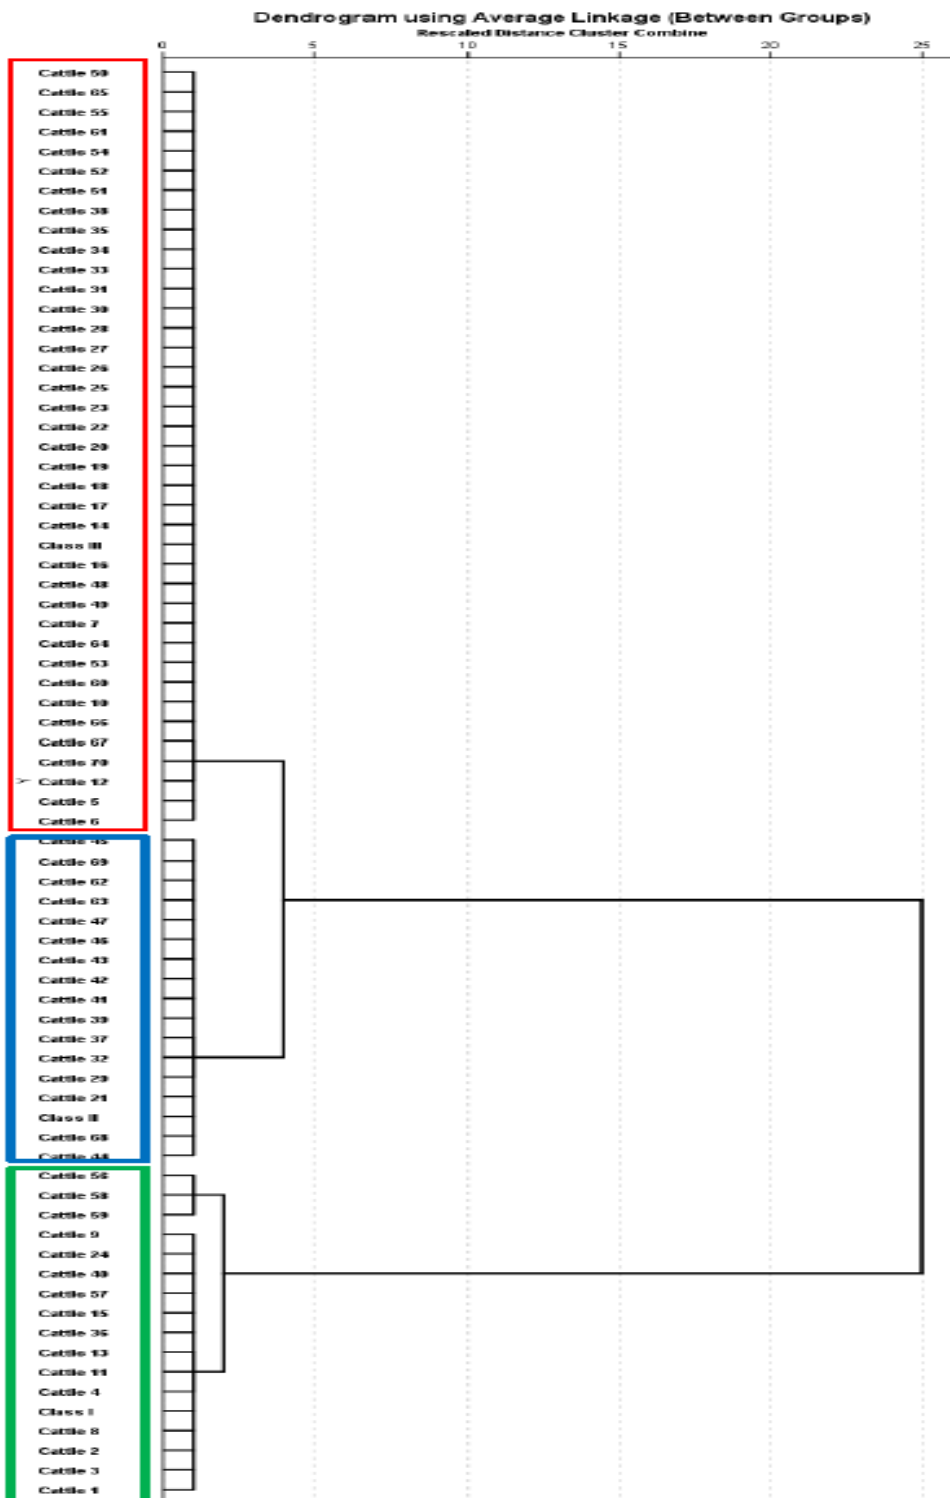 Dendrogram using Average Linkage (Between Groups)
Rescaled Distance Cluster Combine
0 5 10 15 20 25
Cattle 50
Cattle 65
Cattle 55
Cattle 61
Cattle 54
Cattle 52
Cattle 51
Cattle 38
Cattle 35
Cattle 34
Cattle 33
Cattle 31
Cattle 30
Cattle 28
Cattle 27
Cattle 26
Cattle 25
Cattle 23
Cattle 22
Cattle 20
Cattle 19
Cattle 18
Cattle 17
Cattle 14
Class III
Cattle 16
Cattle 48
Cattle 49
Cattle 7
Cattle 64
Cattle 53
Cattle 60
Cattle 10
Cattle 66
Cattle 67
Cattle 70
Y Cattle 12
Cattle 5
Cattle 6
Cattle 45
Cattle 69
Cattle 62
Cattle 63
Cattle 47
Cattle 46
Cattle 43
Cattle 42
Cattle 41
Cattle 39
Cattle 37
Cattle 32
Cattle 29
Cattle 21
Class II
Cattle 68
Cattle 44
Cattle 56
Cattle 58
Cattle 59
Cattle 9
Cattle 24
Cattle 40
Cattle 57
Cattle 15
Cattle 36
Cattle 13
Cattle 11
Cattle 4
Class I
Cattle 8
Cattle 2
Cattle 3
Cattle 1